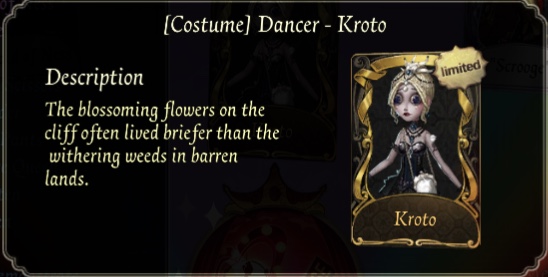 [Costume] Dancer - Kroto
Description
limited
Scrooge
The blossoming flowers on the
cliff often lived briefer than the
withering weeds in barren
lands.
Kroto